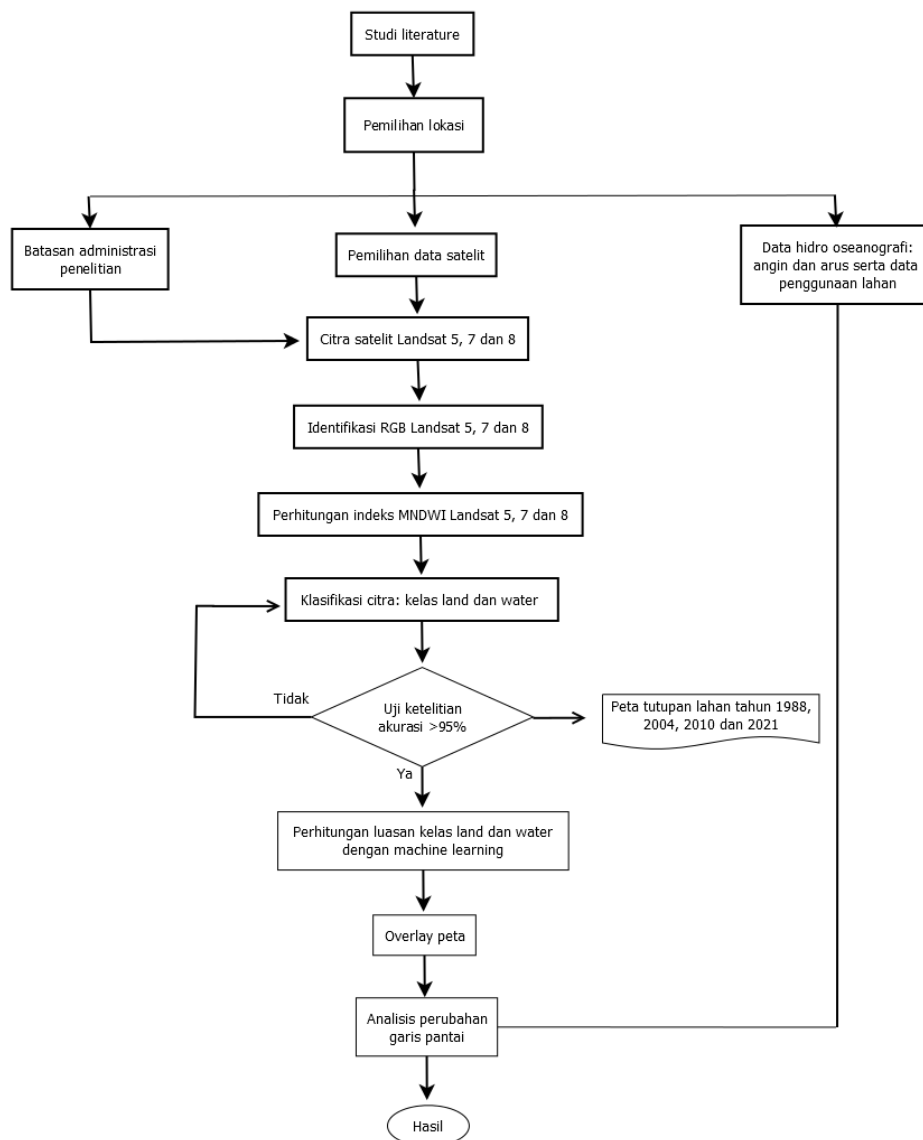 Studi literature
Pemilihan lokasi
Batasan administrasi
penelitian
Pemilihan data satelit
Data hidro oseanografi:
angin dan arus serta data
penggunaan lahan
Citra satelit Landsat 5, 7 dan 8
Identifikasi RGB Landsat 5, 7 dan 8
Perhitungan indeks MNDWI Landsat 5, 7 dan 8
Klasifikasi citra: kelas land dan water
Tidak
Uji ketelitian
akurasi >95%
Peta tutupan lahan tahun 1988,
2004, 2010 dan 2021
Ya
Perhitungan luasan kelas land dan water
dengan machine learning
Overlay peta
Analisis perubahan
garis pantai
Hasil